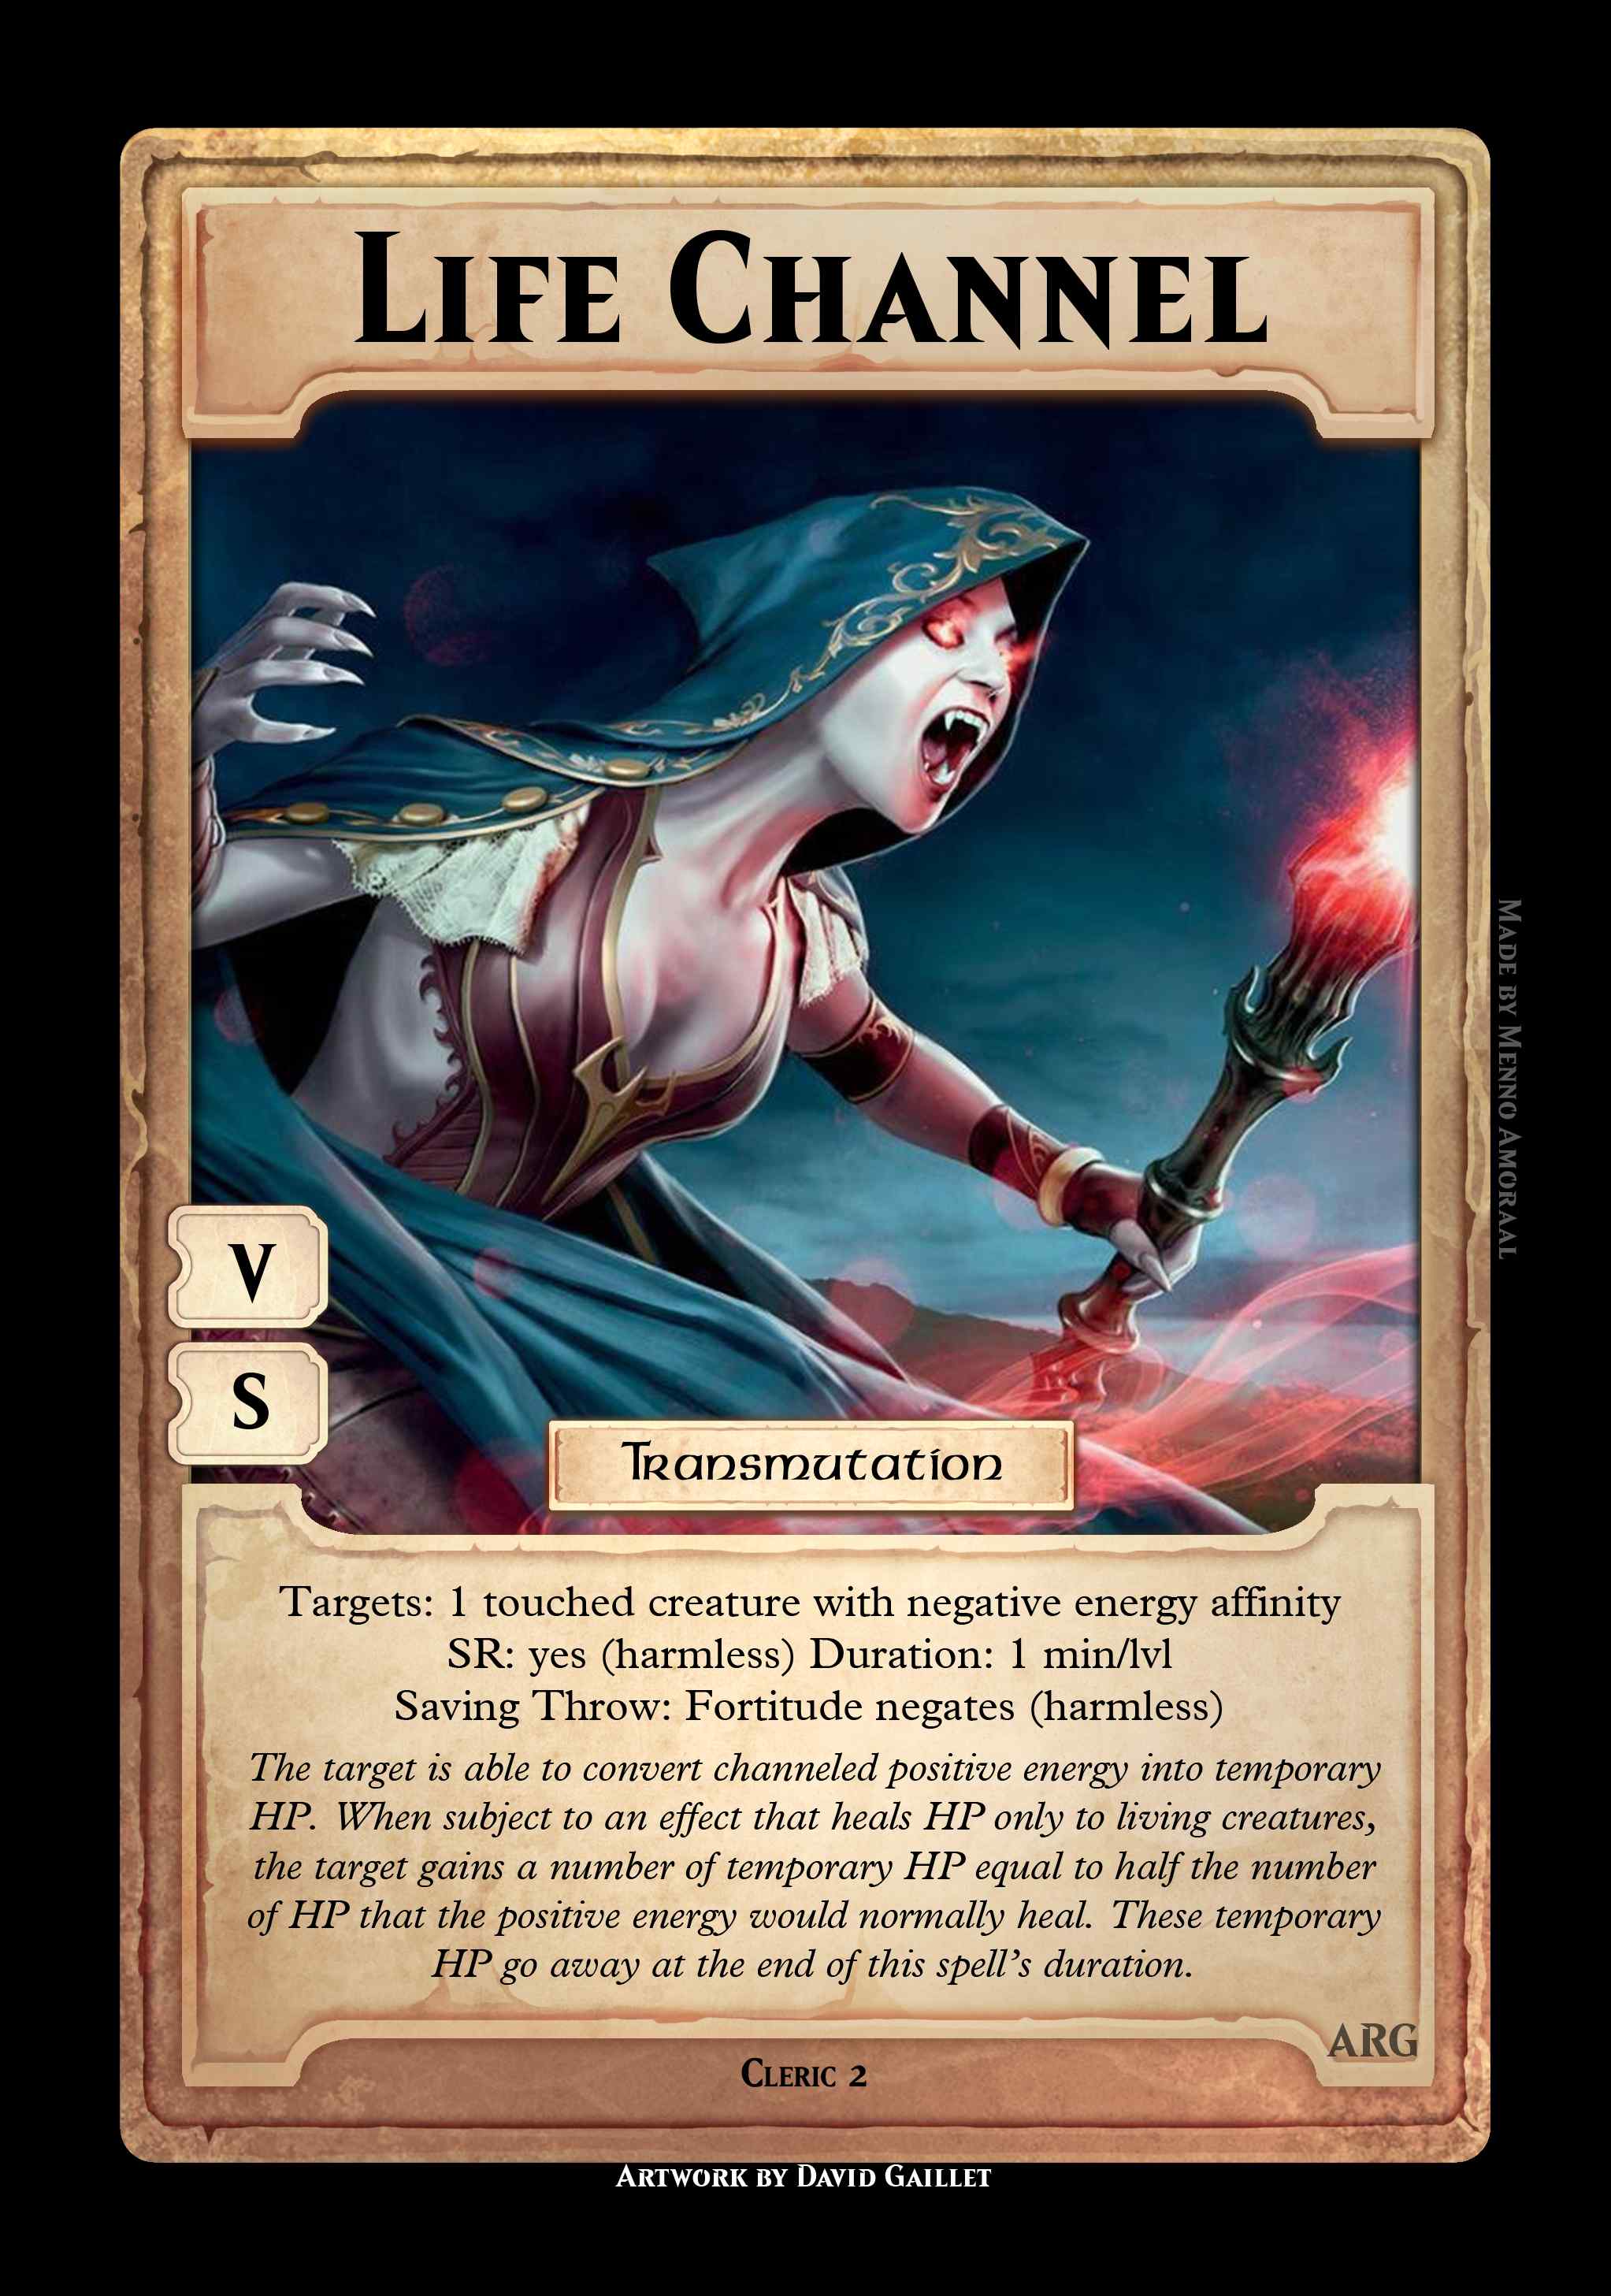 Life Channel
V
S
Transmutation
Targets: 1 touched creature with negative energy affinity
SR: yes (harmless) Duration: 1 min/lvl
Saving Throw: Fortitude negates (harmless)
The target is able to convert channeled positive energy into temporary
HP. When subject to an effect that heals HP only to living creatures,
the target gains a number of temporary HP equal to half the number
of HP that the positive energy would normally heal. These temporary
HP go away at the end of this spell's duration.
ARG
Cleric 2
Artwork by David Gaillet
Made by Menno Amoraal